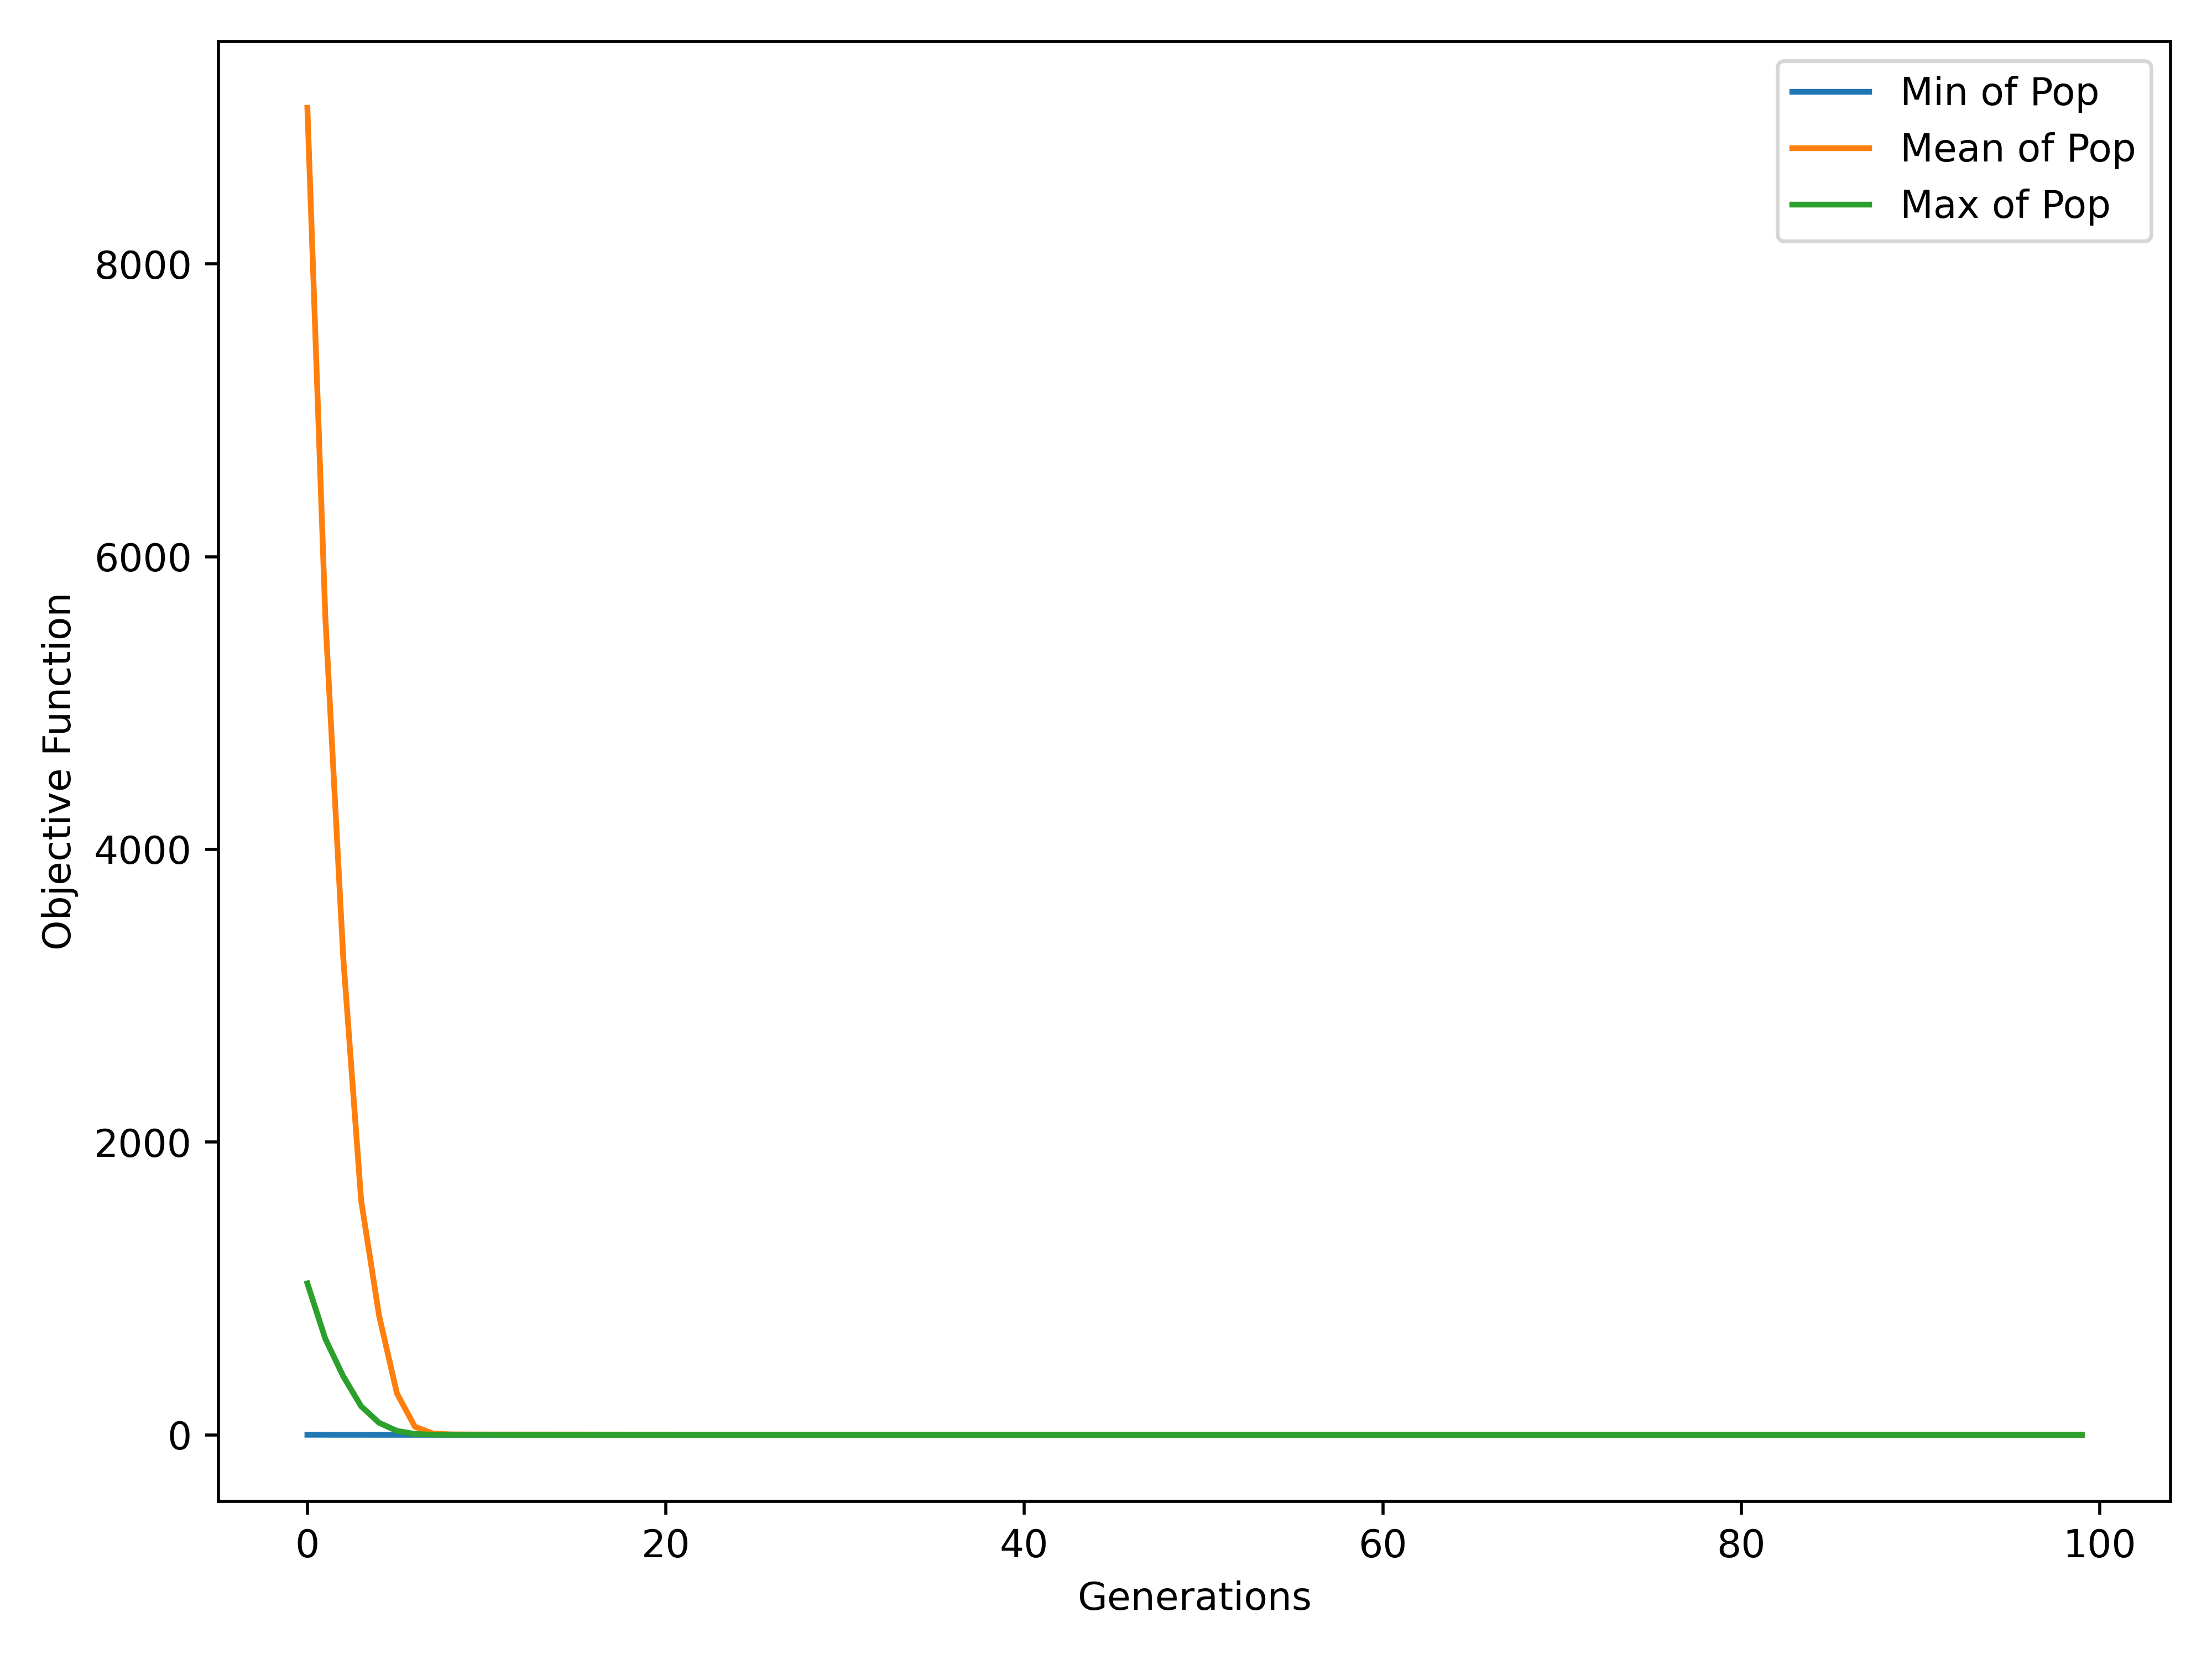 Min of Pop
Mean of Pop
Max of Pop
8000
6000
4000
2000
0
Objective Function
0 20 40 60 80 100
Generations